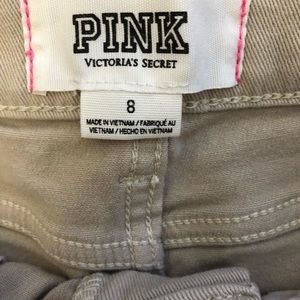 PINK
VICTORIA'S SECRET
8
MADE IN VIETNAM / FABRIQUÉ AU
VIETNAM / HECHO EN VIETNAM